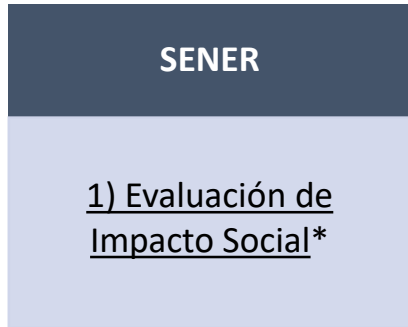 SENER
1) Evaluación de
Impacto Social*